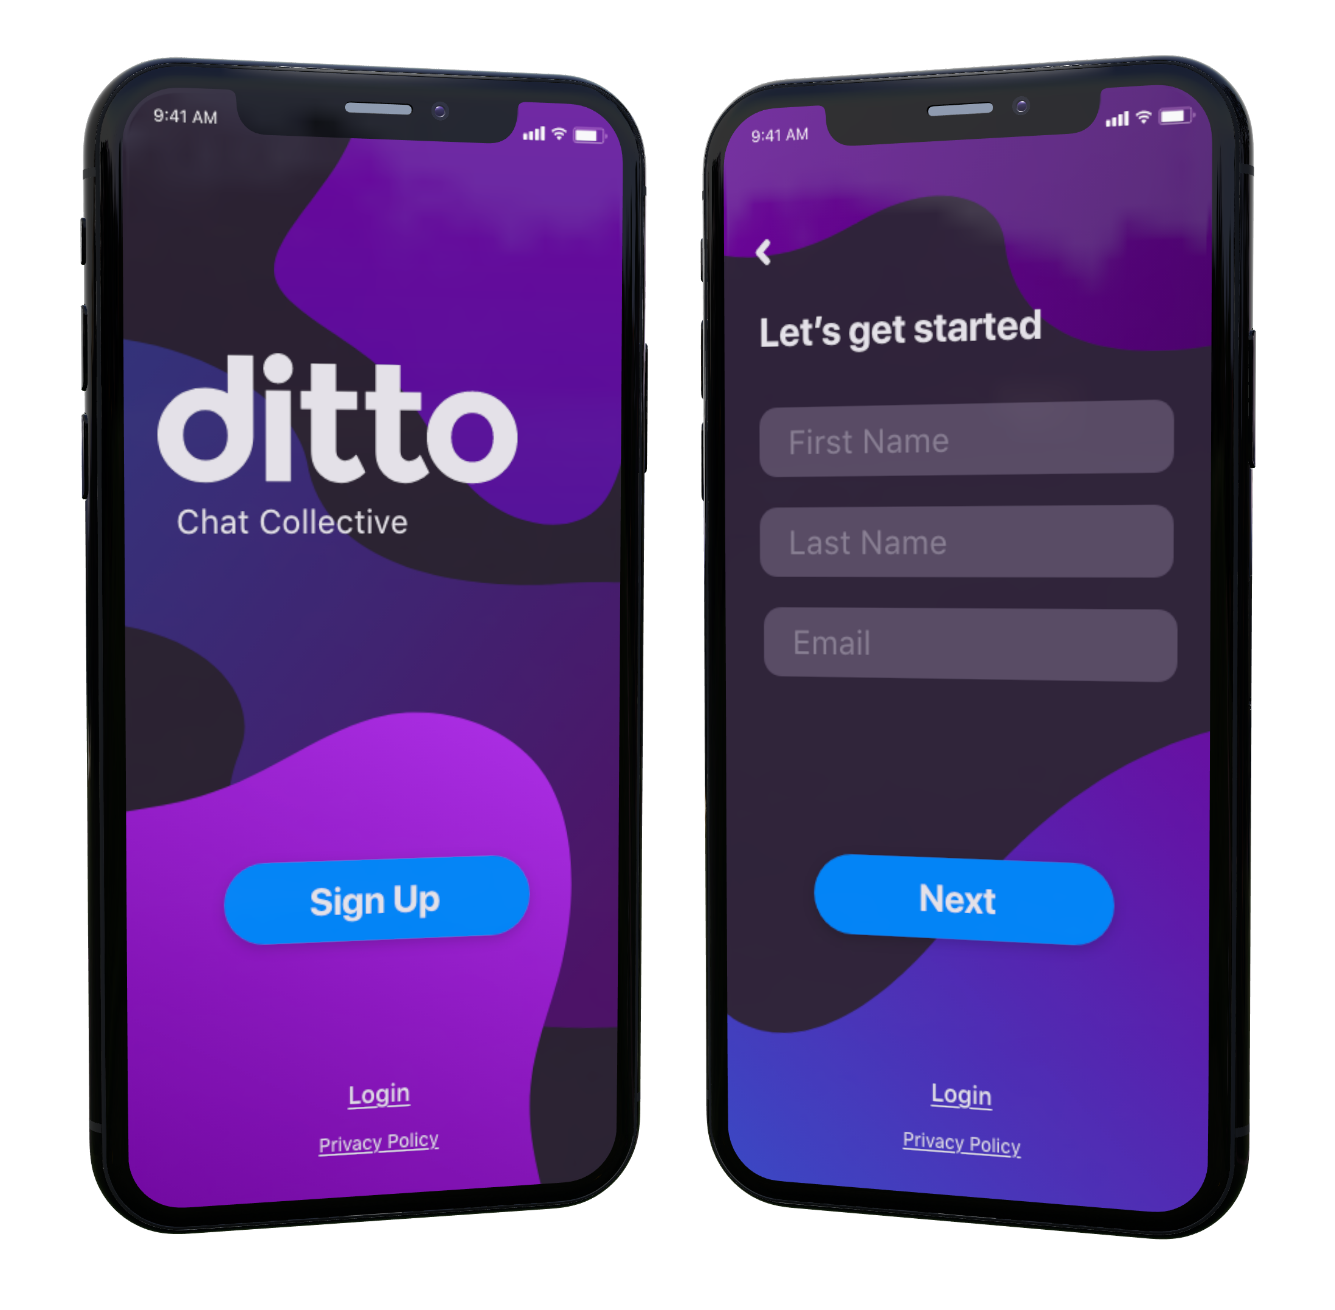 9:41 AM
ditto
Chat Collective
Sign Up
Login
Privacy Policy
9:41 AM
Let's get started
First Name
Last Name
Email
Next
Login
Privacy Policy